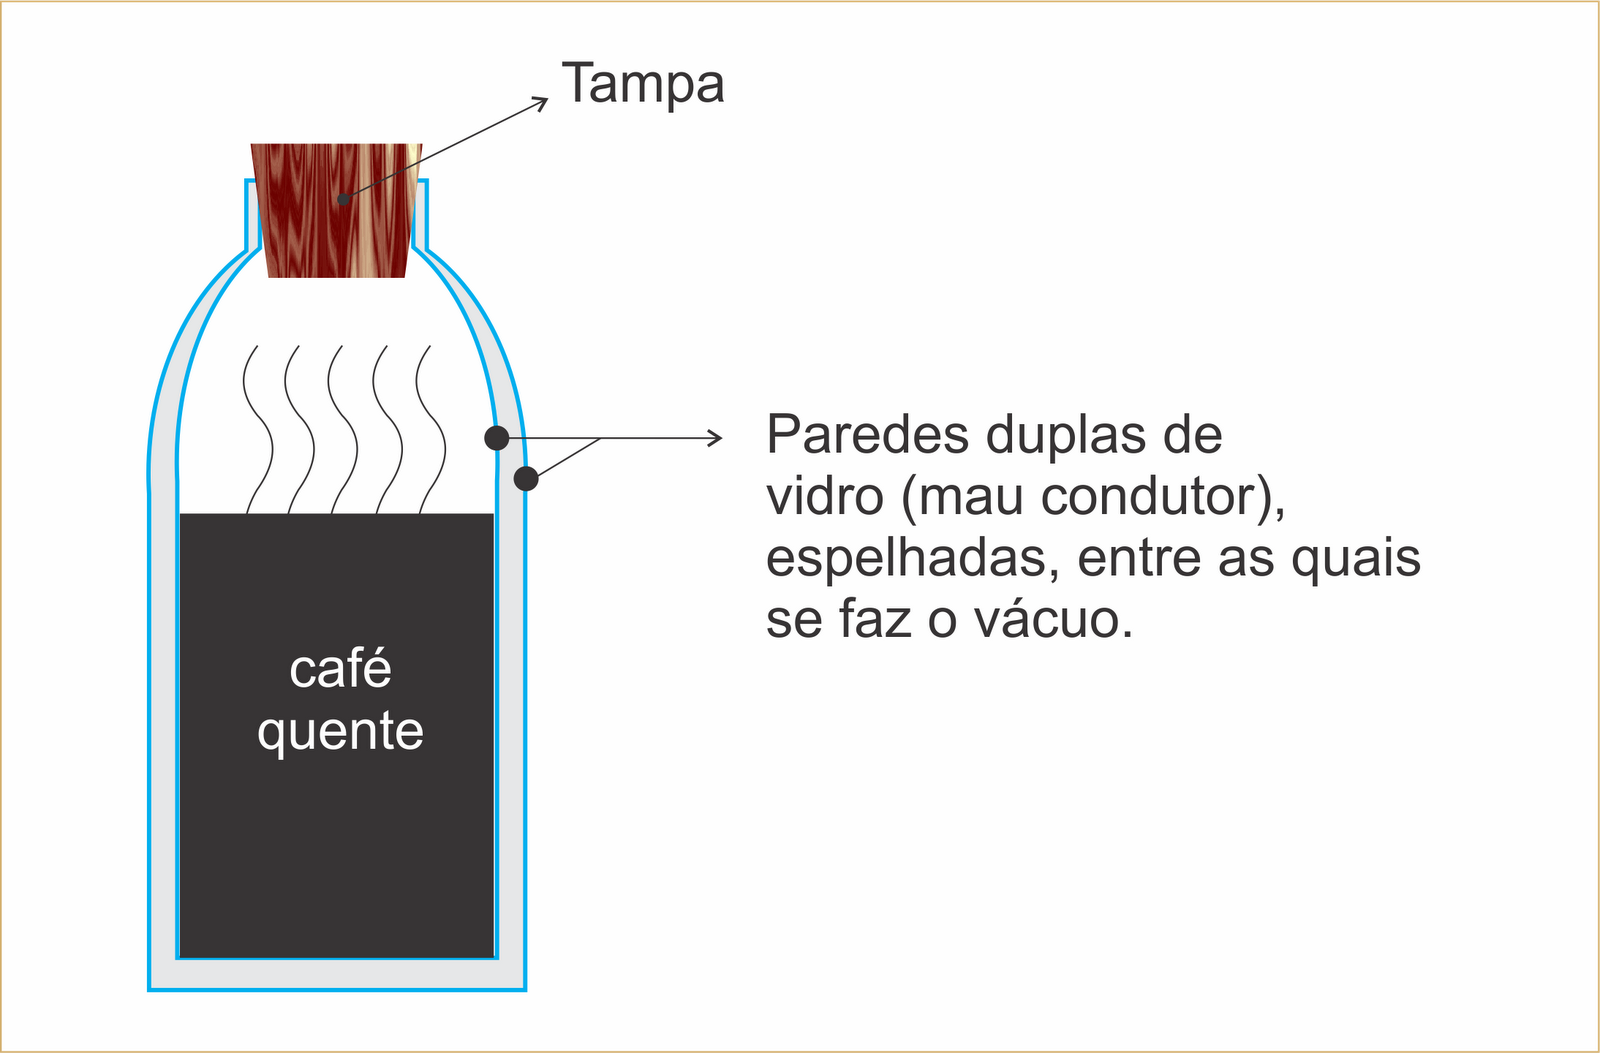 Tampa
Paredes duplas de
vidro (mau condutor),
espelhadas, entre as quais
se faz o vácuo.
café
quente